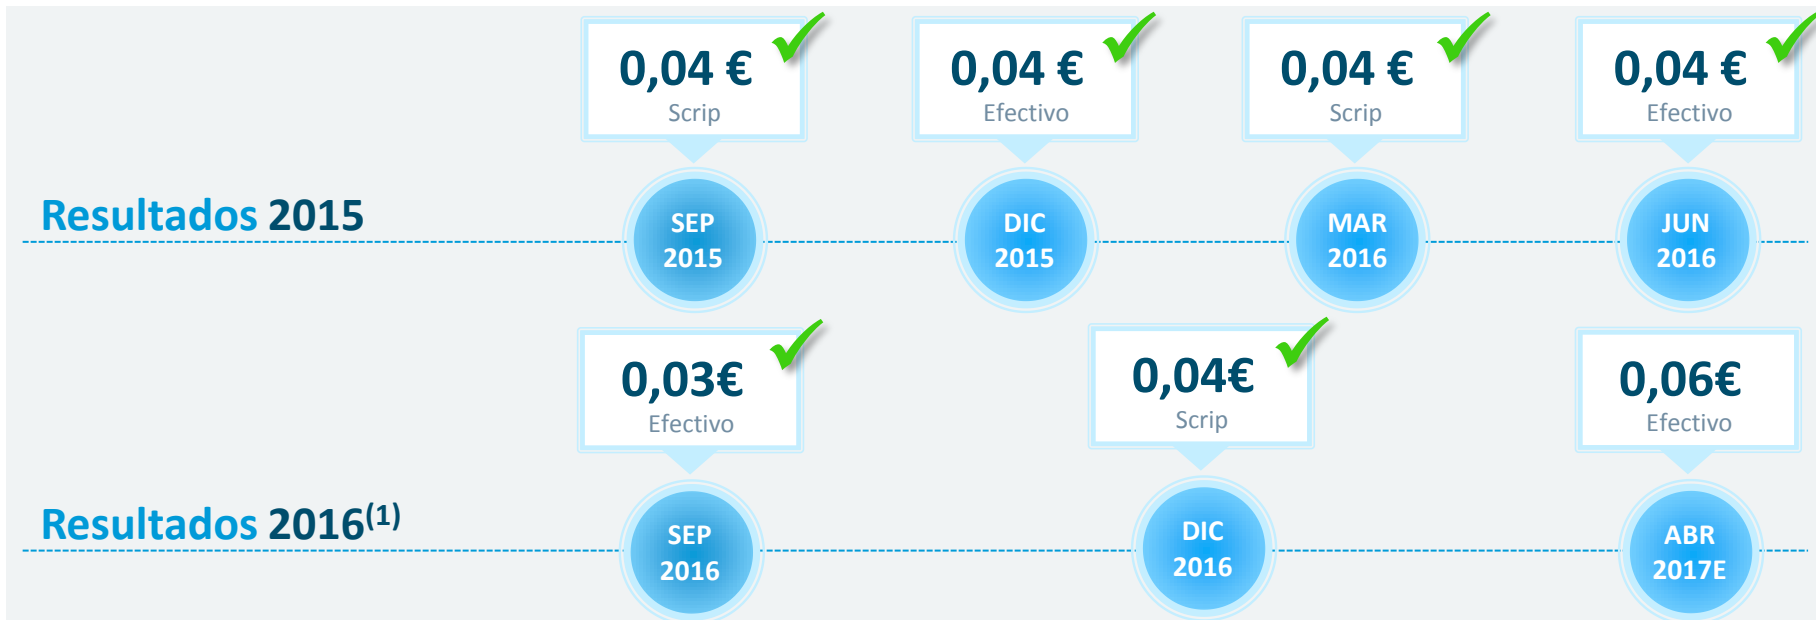 0,04 €
Scrip
0,04 €
Efectivo
0,04 €
Scrip
0,04 €
Efectivo
Resultados 2015
SEP
2015
DIC
2015
MAR
2016
JUN
2016
0,03€
Efectivo
0,04€
Scrip
0,06€
Efectivo
Resultados 2016(1)
SEP
2016
DIC
2016
ABR
2017E